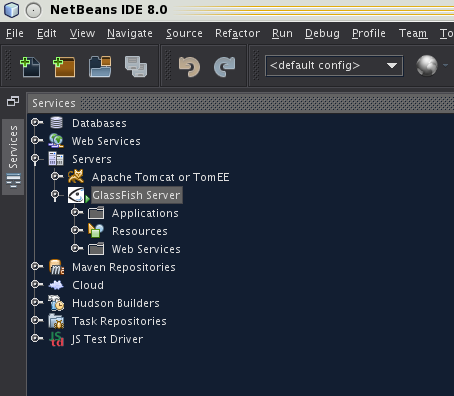 NetBeans IDE 8.0
File Edit View Navigate Source Refactor Run Debug Profile Team To
<default config>
Services
Services
Databases
Web Services
Servers
Apache Tomcat or TomEE
GlassFish Server
Applications
Resources
Web Services
Maven Repositories
Cloud
Hudson Builders
Task Repositories
JS Test Driver